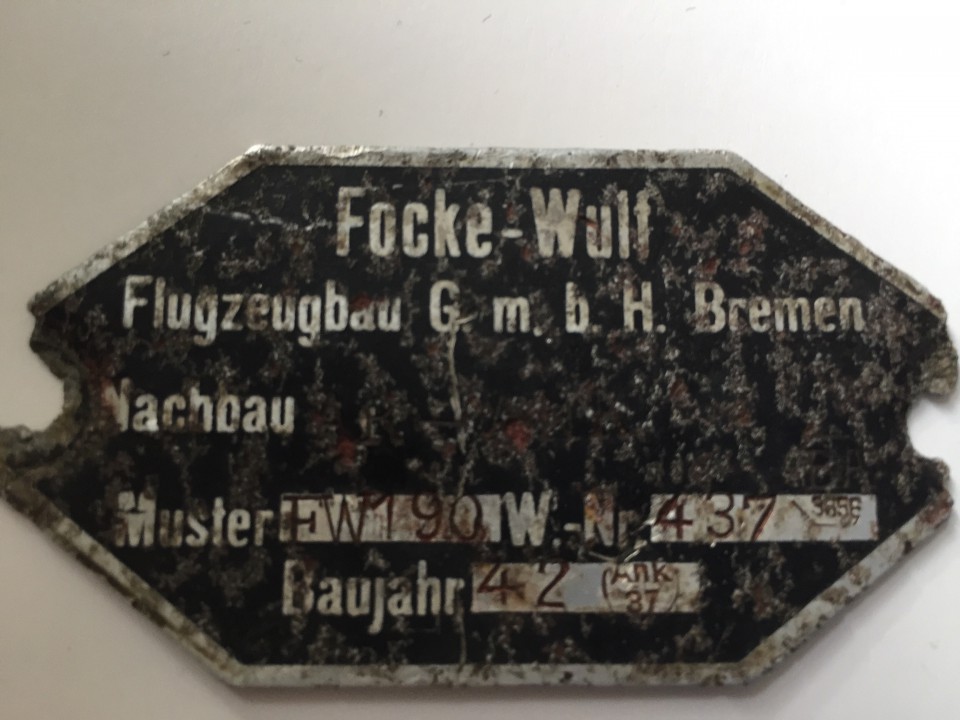 Focke-Wulf
Flugzeugbau G. m. b. H. Bremen
Nachbau
Muster FW190 W.-Nr. 437
Baujahr 42 Ank 37